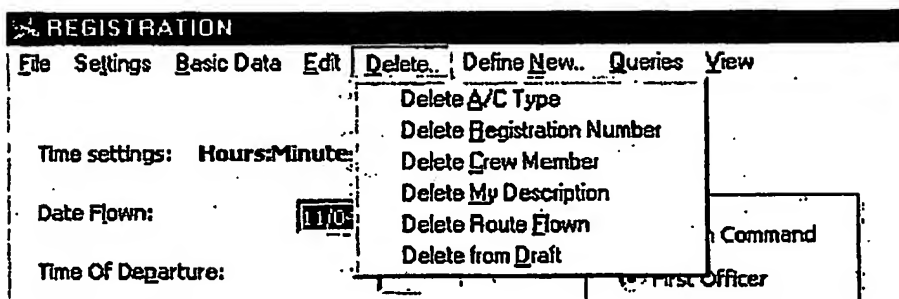 REGISTRATION
File Settings Basic Data Edit Delete.. Define New.. Queries View
Delete A/C Type
Delete Registration Number
Time settings: Hours:Minute
Delete Crew Member
Delete My Description
Date Flown: 11/0
Delete Route Flown
Command
Delete from Draft
Time Of Departure:
First Officer